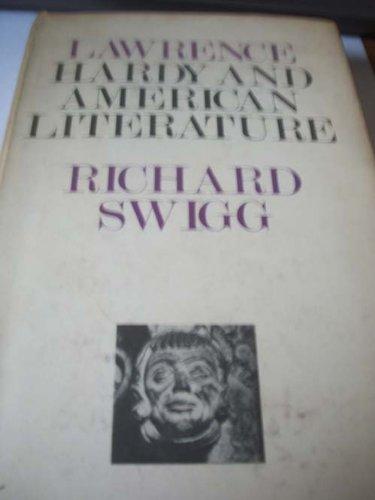 LAWRENCE
HARDY AND
AMERICAN
LITERATURE
RICHARD
SWIGG